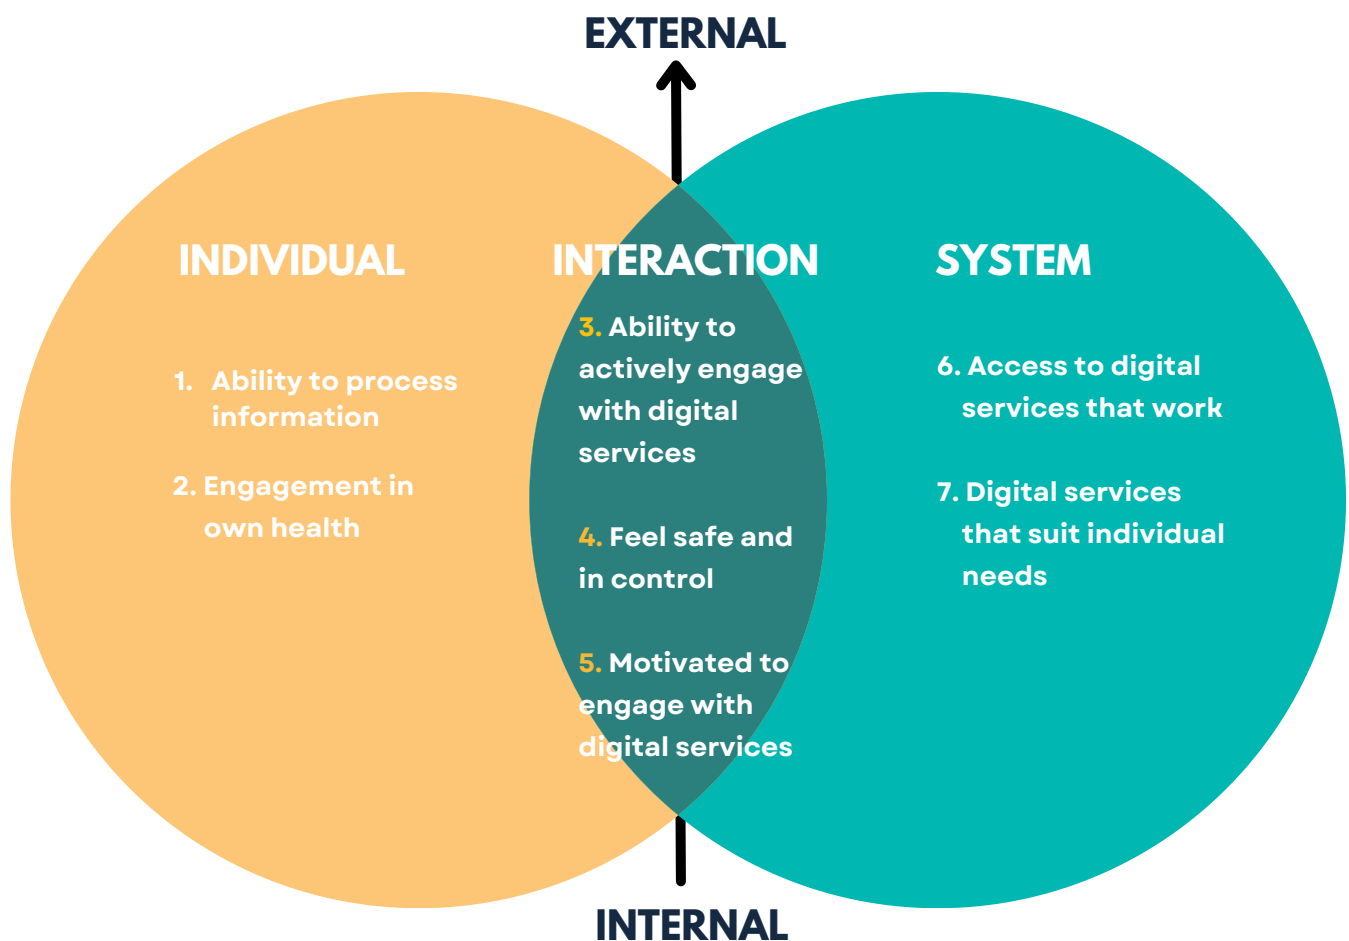 EXTERNAL
INDIVIDUAL
1. Ability to process
information
2. Engagement in
own health
INTERACTION
3. Ability to
actively engage
with digital
services
4. Feel safe and
in control
5. Motivated to
engage with
digital services
SYSTEM
6. Access to digital
services that work
7. Digital services
that suit individual
needs
INTERNAL